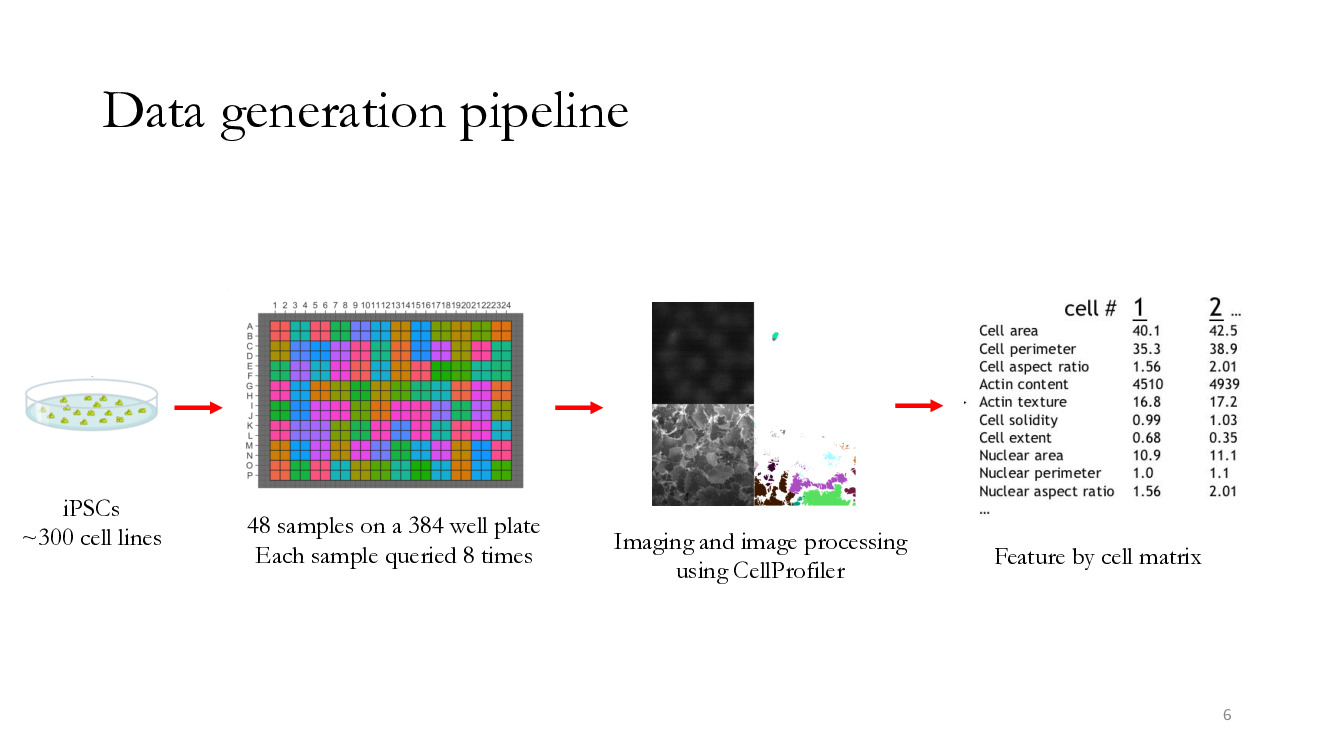 Data generation pipeline
1 2 3 4 5 6 7 8 9 10 11 12 13 14 15 16 17 18 19 20 21 22 23 24
A
B
C
D
E
F
G
H
I
J
K
L
M
N
O
P
iPSCs
~300 cell lines
48 samples on a 384 well plate
Each sample queried 8 times
Imaging and image processing
using CellProfiler
cell # 1 2 ...
Cell area 40.1 42.5
Cell perimeter 35.3 38.9
Cell aspect ratio 1.56 2.01
Actin content 4510 4939
Actin texture 16.8 17.2
Cell solidity 0.99 1.03
Cell extent 0.68 0.35
Nuclear area 10.9 11.1
Nuclear perimeter 1.0 1.1
Nuclear aspect ratio 1.56 2.01
...
Feature by cell matrix
6